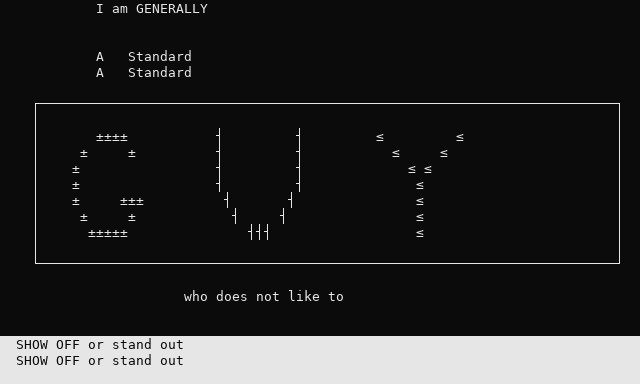 I am GENERALLY
A Standard
A Standard
GUY
who does not like to
SHOW OFF or stand out
SHOW OFF or stand out